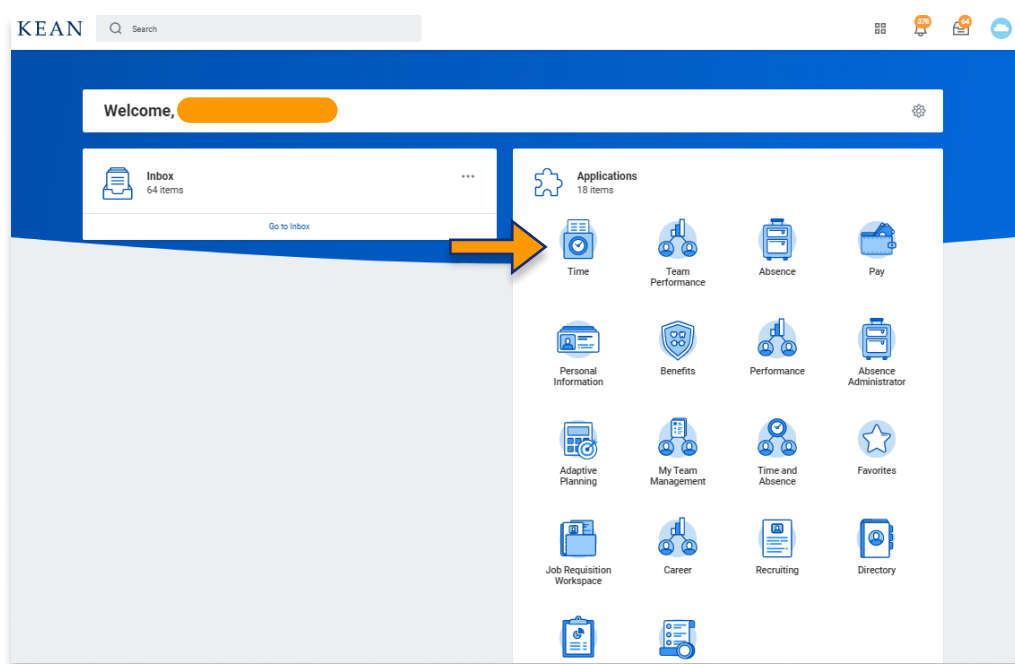 KEAN
Search
276
64
Welcome,
Inbox
64 items
Go to Inbox
Applications
18 items
Time
Team
Performance
Absence
Pay
Personal
Information
Benefits
Performance
Absence
Administrator
Adaptive
Planning
My Team
Management
Time and
Absence
Favorites
Job Requisition
Workspace
Career
Recruiting
Directory